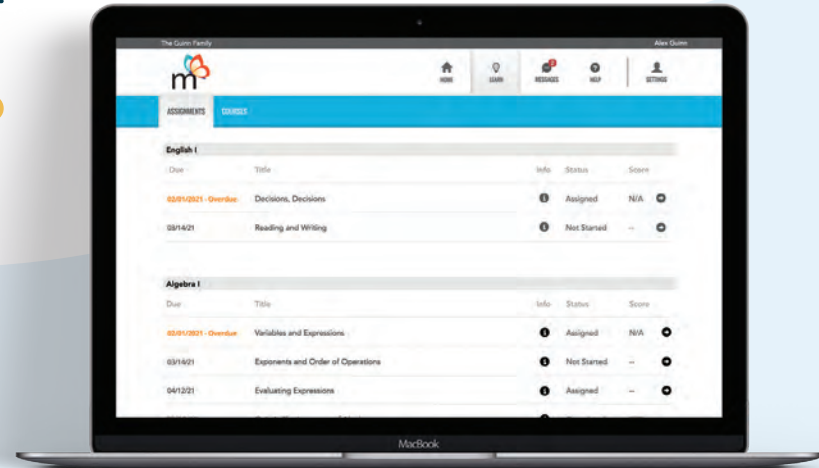 The Quinn Family Alex Quinn
m HOME LEARN MESSAGES HELP SETTINGS
ASSIGNMENTS COURSES
English I
Due Title Info Status Score
02/01/2021 - Overdue Decisions, Decisions Assigned N/A
03/14/21 Reading and Writing Not Started --
Algebra I
Due Title Info Status Score
02/01/2021 - Overdue Variables and Expressions Assigned N/A
03/14/21 Exponents and Order of Operations Not Started --
04/12/21 Evaluating Expressions Assigned --
MacBook